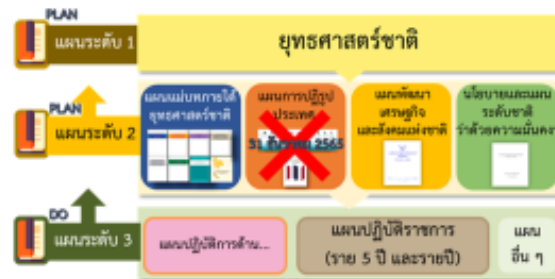 PLAN
แผนระดับ 1
ยุทธศาสตร์ชาติ
PLAN
แผนระดับ 2
แผนแม่บทภายใต้
ยุทธศาสตร์ชาติ
แผนการปฏิรูป
ประเทศ
31 ธันวาคม 2565
แผนพัฒนา
เศรษฐกิจ
และสังคมแห่งชาติ
นโยบายและแผน
ระดับชาติ
ว่าด้วยความมั่นคง
DO
แผนระดับ 3
แผนปฏิบัติการด้าน...
แผนปฏิบัติราชการ
(ราย 5 ปี และรายปี)
แผน
อื่น ๆ